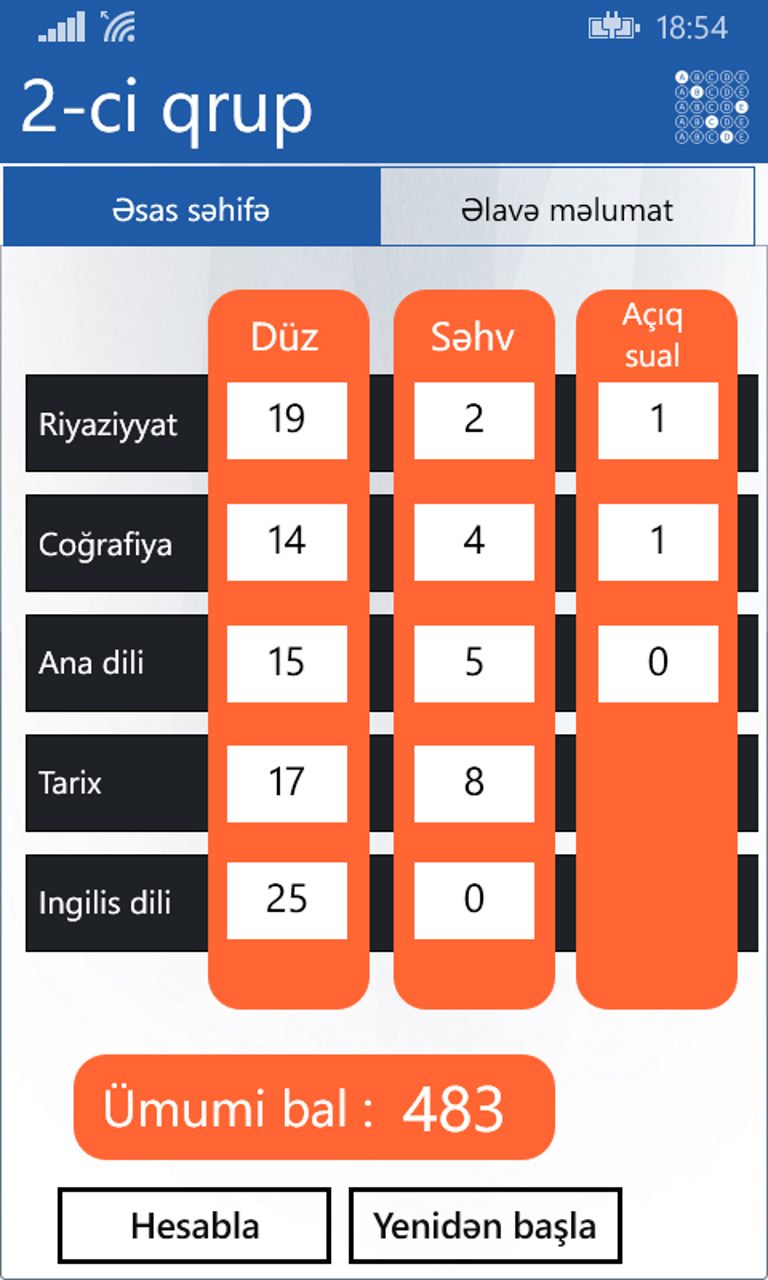 18:54
2-ci qrup
Əsas səhifə
Əlavə məlumat
Düz
Səhv
Açıq
sual
Riyaziyyat 19 2 1
Coğrafiya 14 4 1
Ana dili 15 5 0
Tarix 17 8
Ingilis dili 25 0
Ümumi bal : 483
Hesabla
Yenidən başla